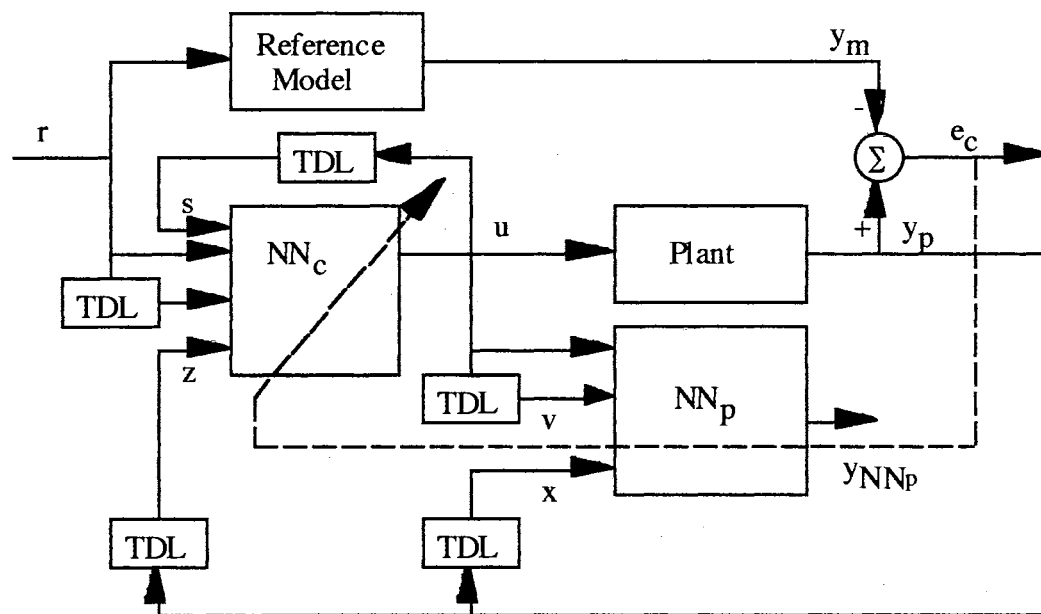 Reference
Model
y_m
r
-
TDL
Σ
e_c
s
NN_c
u
Plant
+
y_p
TDL
z
TDL
v
NN_p
x
y_NNp
TDL
TDL